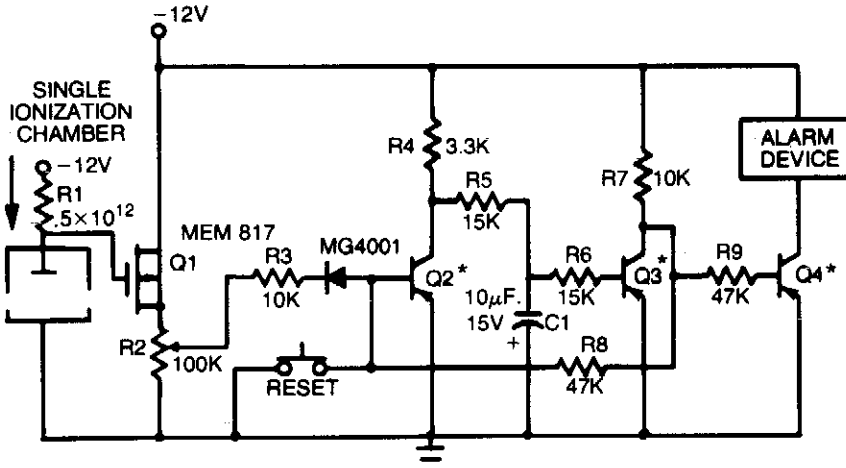 −12V
SINGLE
IONIZATION
CHAMBER
−12V
R1
.5×10¹²
MEM 817
Q1
R2
100K
R3
10K
MG4001
RESET
R4
3.3K
R5
15K
Q2*
10μF.
15V
C1
+
R6
15K
R7
10K
Q3*
R8
47K
R9
47K
ALARM
DEVICE
Q4*